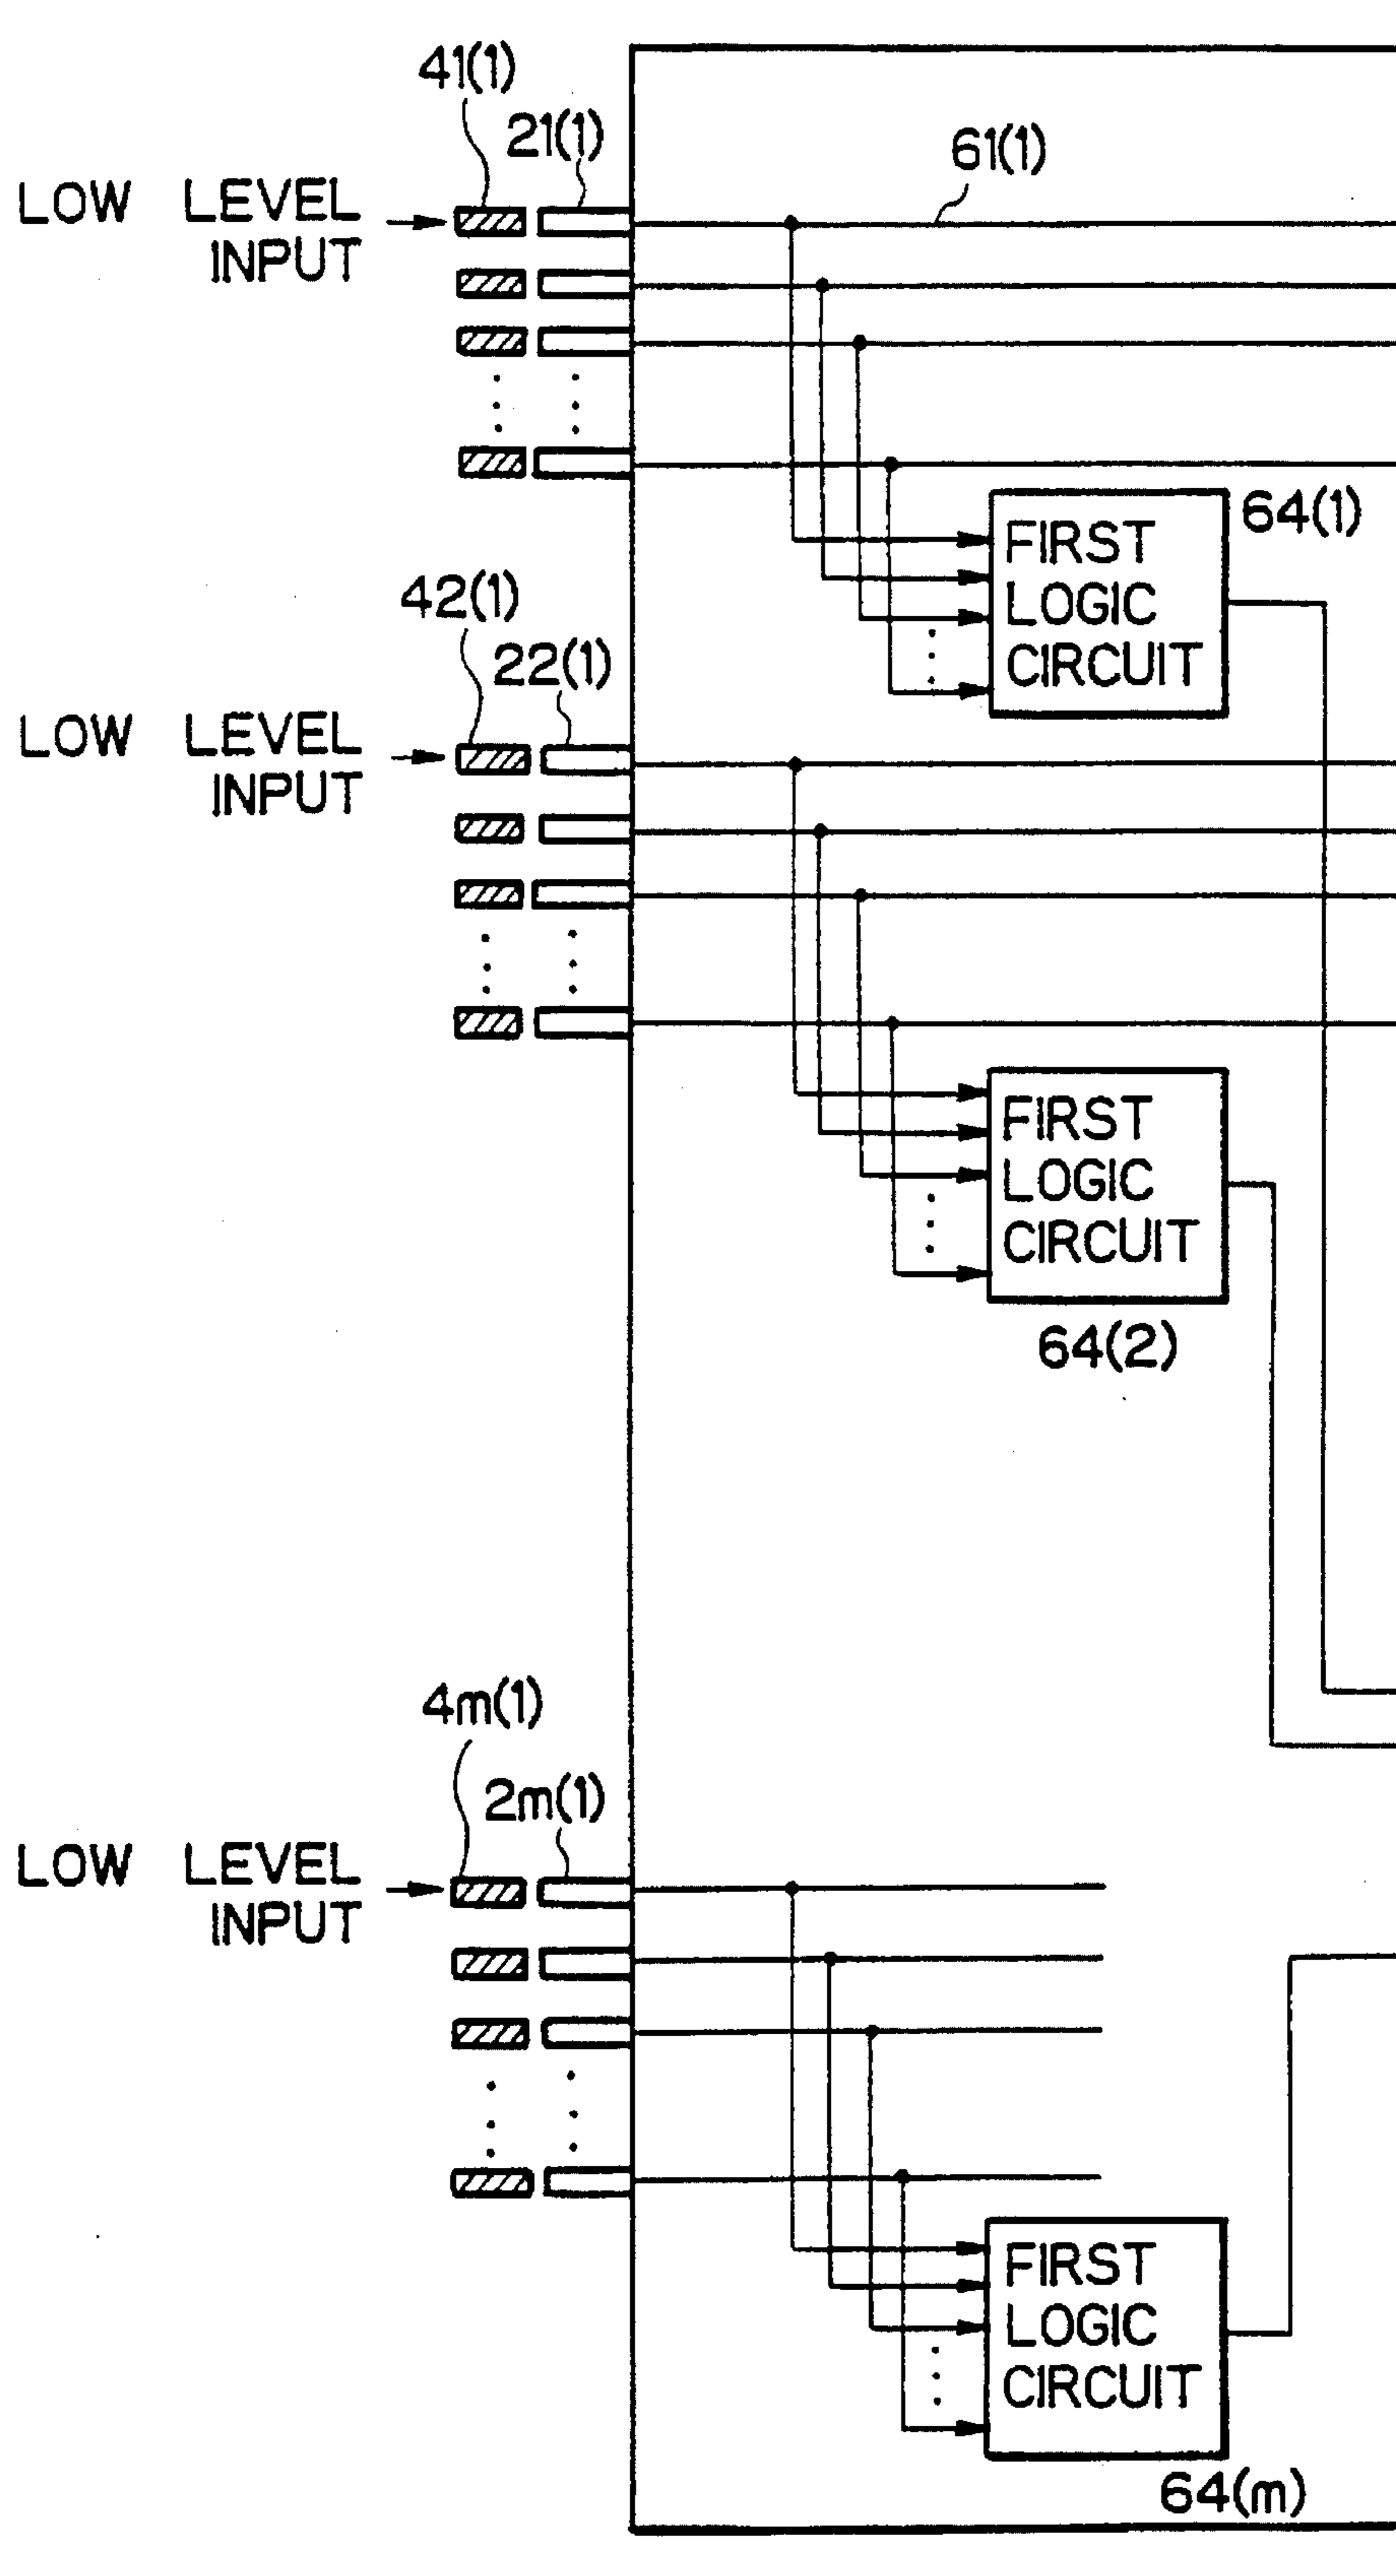 41(1)
21(1)
61(1)
LOW LEVEL
INPUT
FIRST
LOGIC
CIRCUIT
64(1)
42(1)
22(1)
LOW LEVEL
INPUT
FIRST
LOGIC
CIRCUIT
64(2)
4m(1)
2m(1)
LOW LEVEL
INPUT
FIRST
LOGIC
CIRCUIT
64(m)